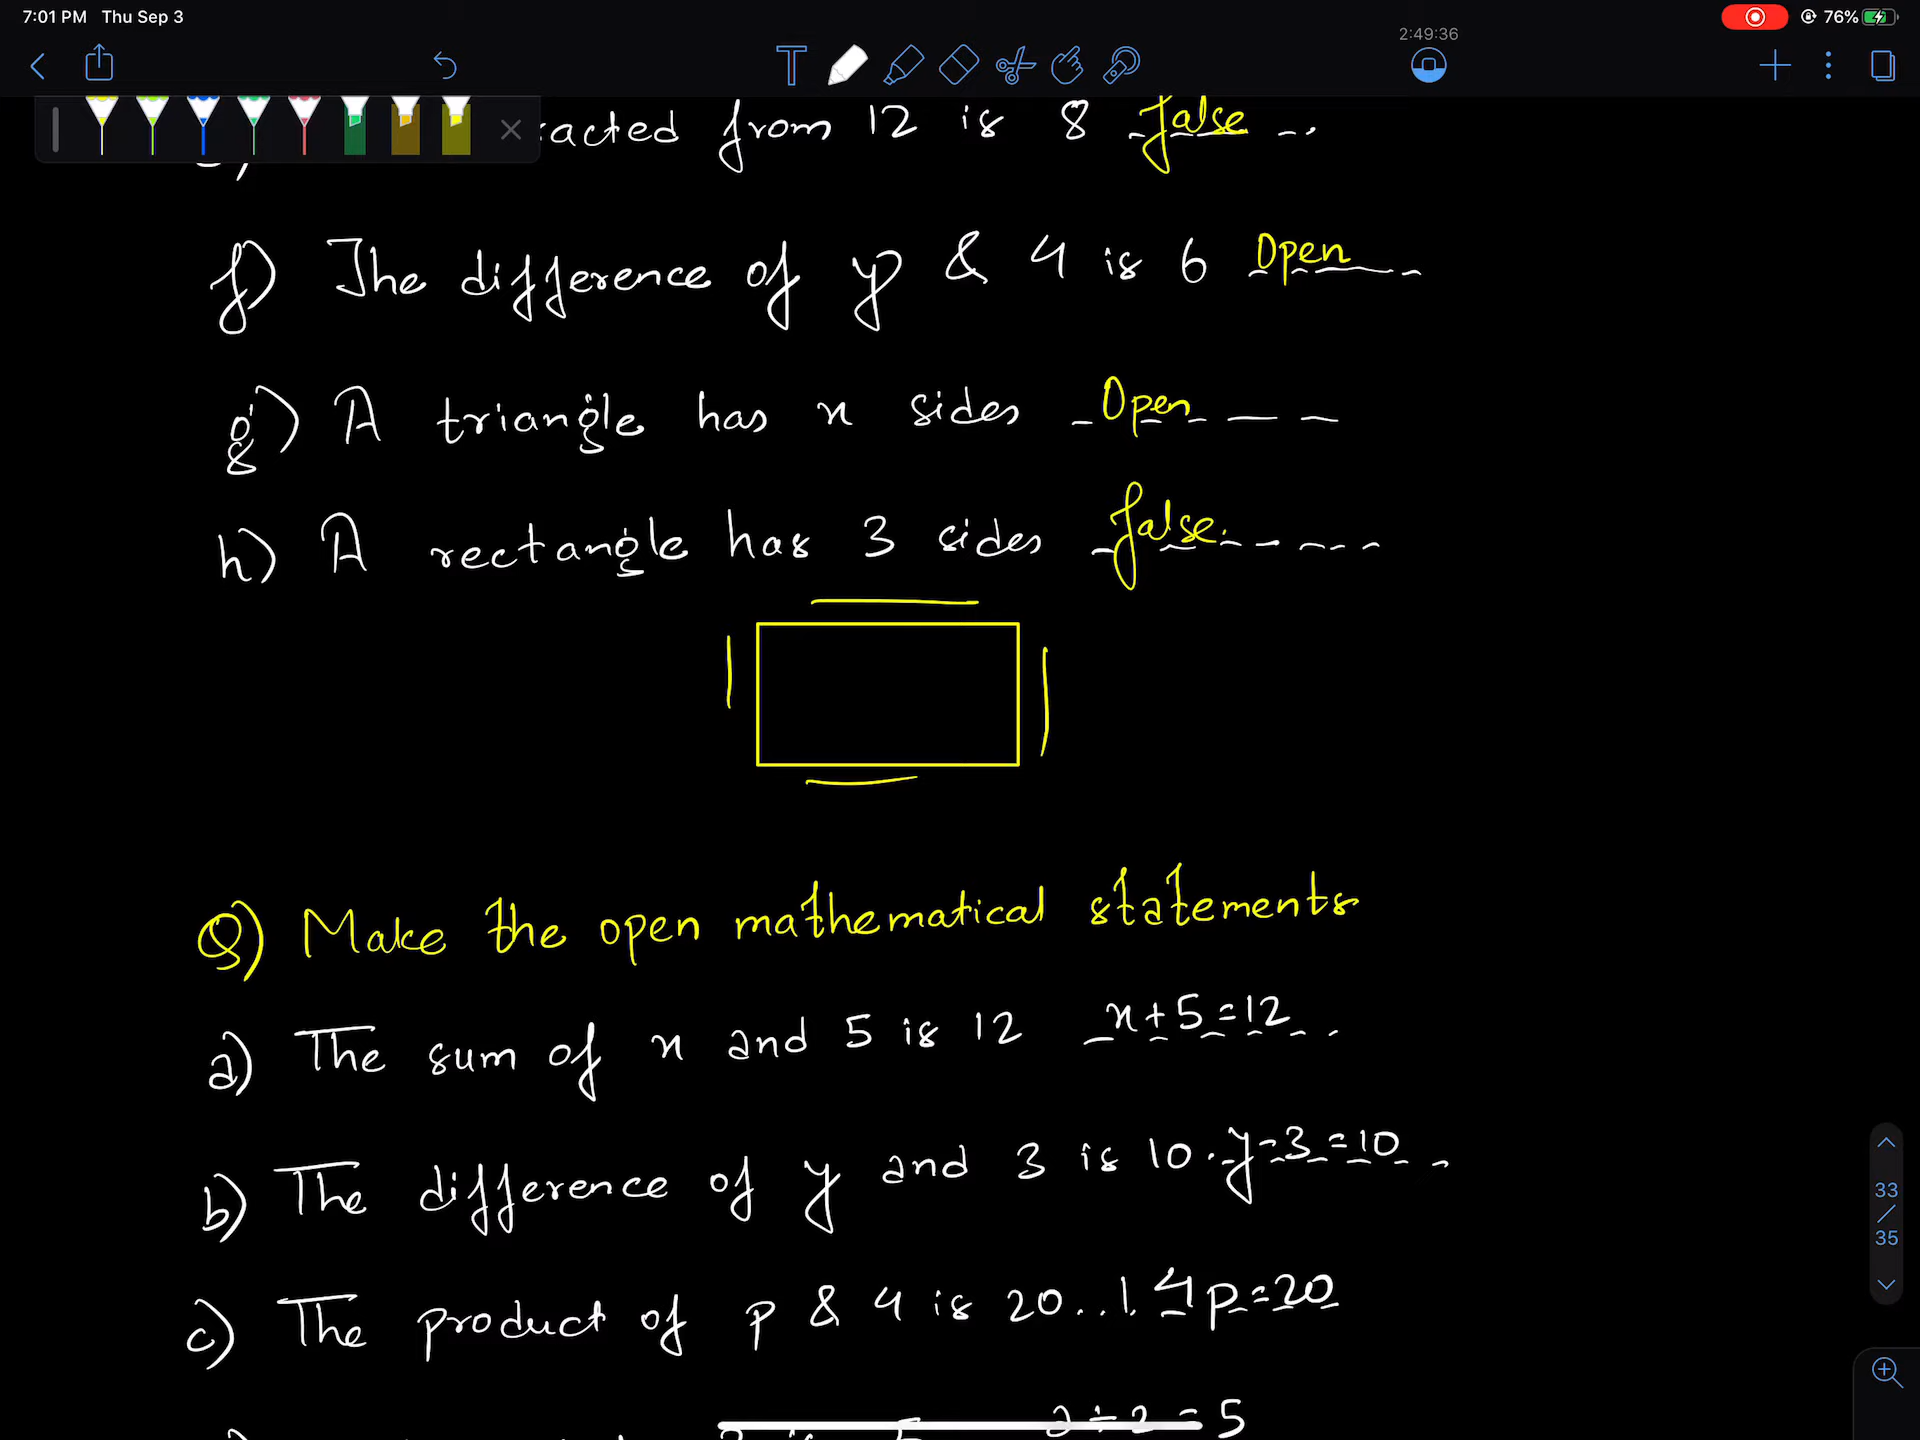 7:01 PM Thu Sep 3
76%
2:49:36
T
acted from 12 is 8 false
f) The difference of y & 4 is 6 Open
g) A triangle has x sides Open
h) A rectangle has 3 sides false.
Q) Make the open mathematical statements
a) The sum of x and 5 is 12 x+5=12
b) The difference of y and 3 is 10. y-3=10
c) The product of p & 4 is 20 4p=20
÷2=5
33
/
35